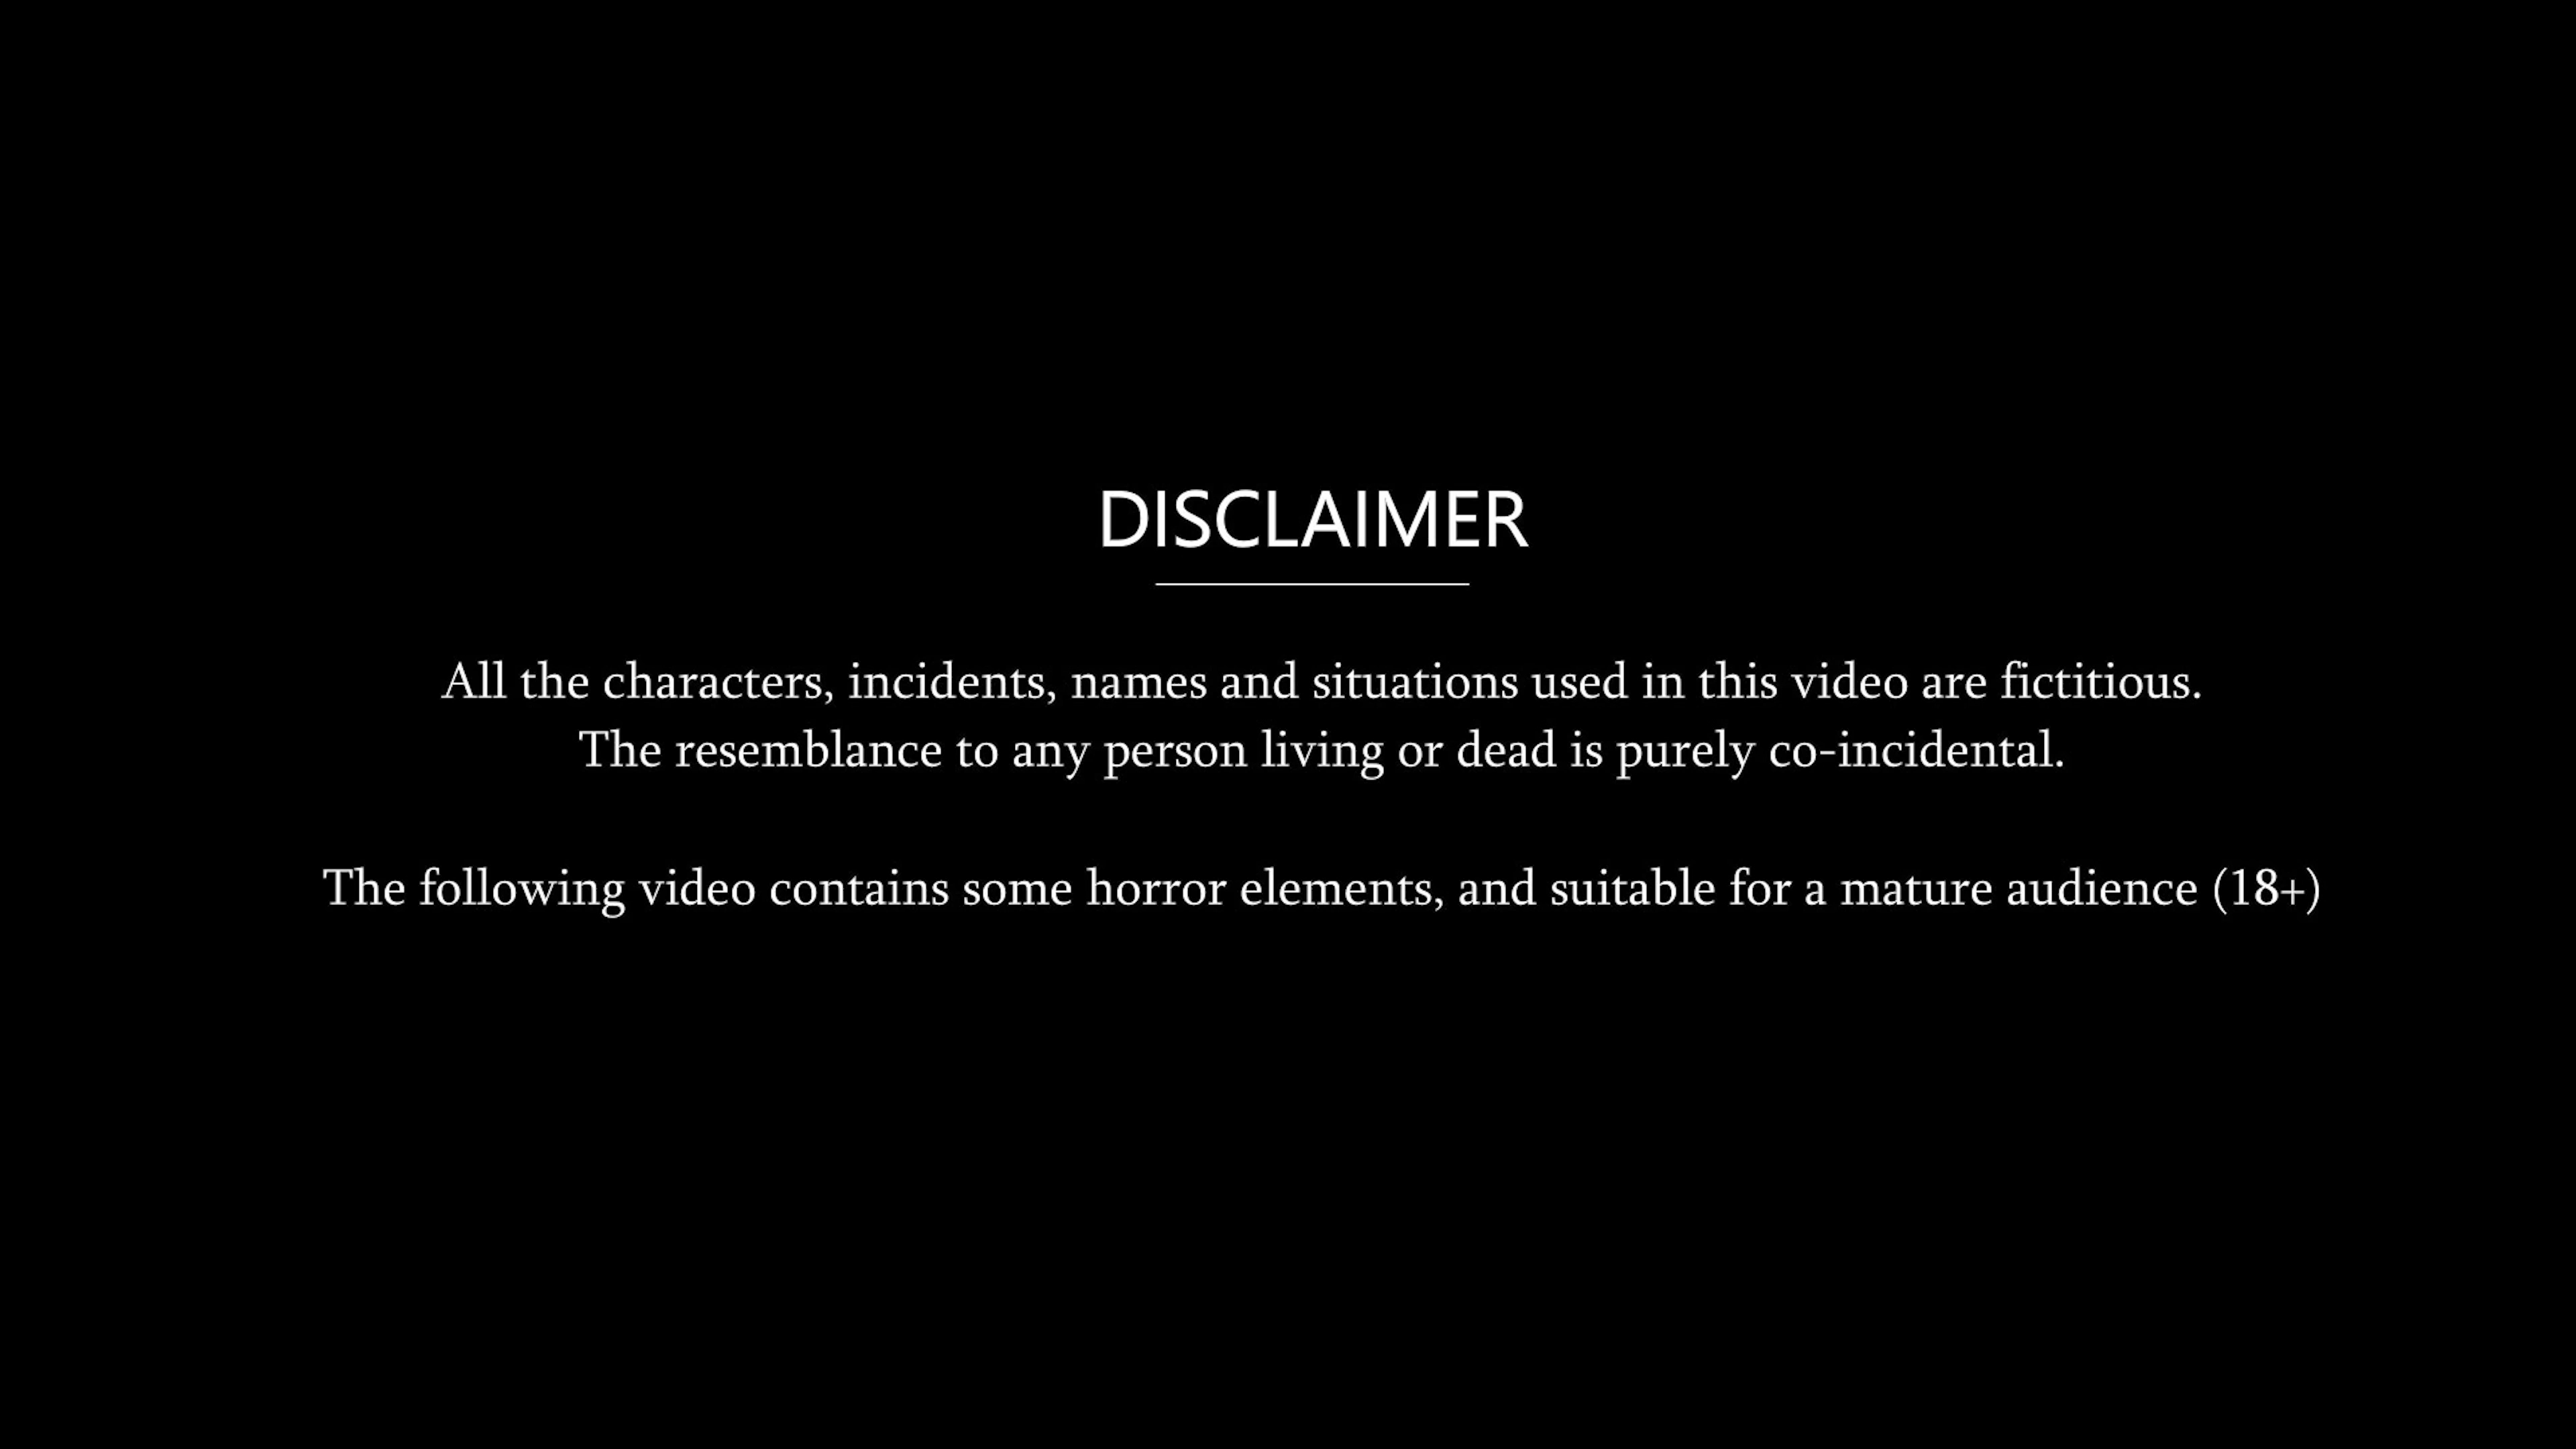 DISCLAIMER
All the characters, incidents, names and situations used in this video are fictitious.
The resemblance to any person living or dead is purely co-incidental.
The following video contains some horror elements, and suitable for a mature audience (18+)